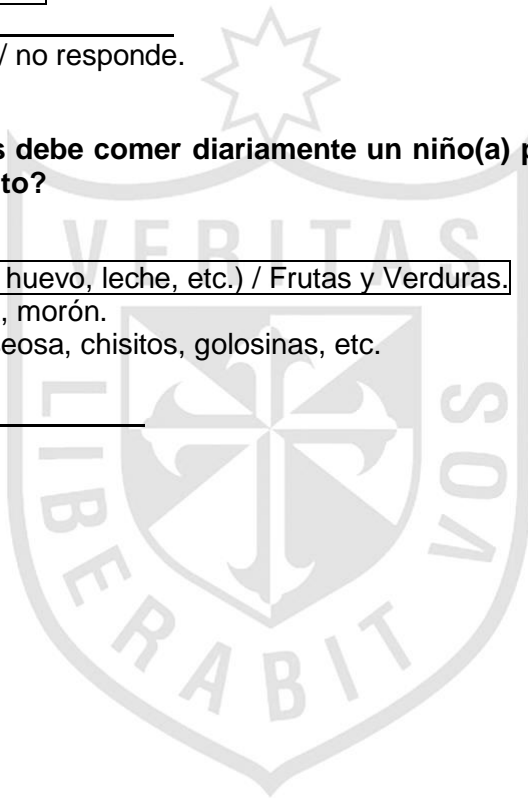 / no responde.
s debe comer diariamente un niño(a) p
to?
huevo, leche, etc.) / Frutas y Verduras.
, morón.
eosa, chisitos, golosinas, etc.
VERITAS
LIBERABIT
VOS